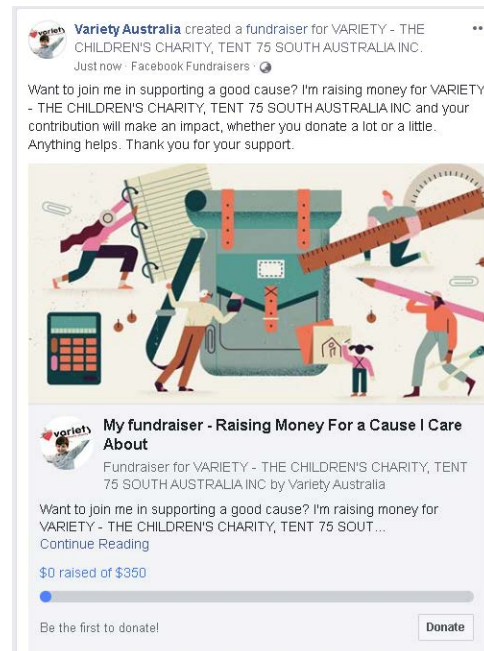 Variety Australia created a fundraiser for VARIETY - THE
CHILDREN'S CHARITY, TENT 75 SOUTH AUSTRALIA INC.
Just now · Facebook Fundraisers ·
Want to join me in supporting a good cause? I'm raising money for VARIETY
- THE CHILDREN'S CHARITY, TENT 75 SOUTH AUSTRALIA INC and your
contribution will make an impact, whether you donate a lot or a little.
Anything helps. Thank you for your support.
variety
My fundraiser - Raising Money For a Cause I Care
About
Fundraiser for VARIETY - THE CHILDREN'S CHARITY, TENT
75 SOUTH AUSTRALIA INC by Variety Australia
Want to join me in supporting a good cause? I'm raising money for
VARIETY - THE CHILDREN'S CHARITY, TENT 75 SOUT...
Continue Reading
$0 raised of $350
Be the first to donate!
Donate